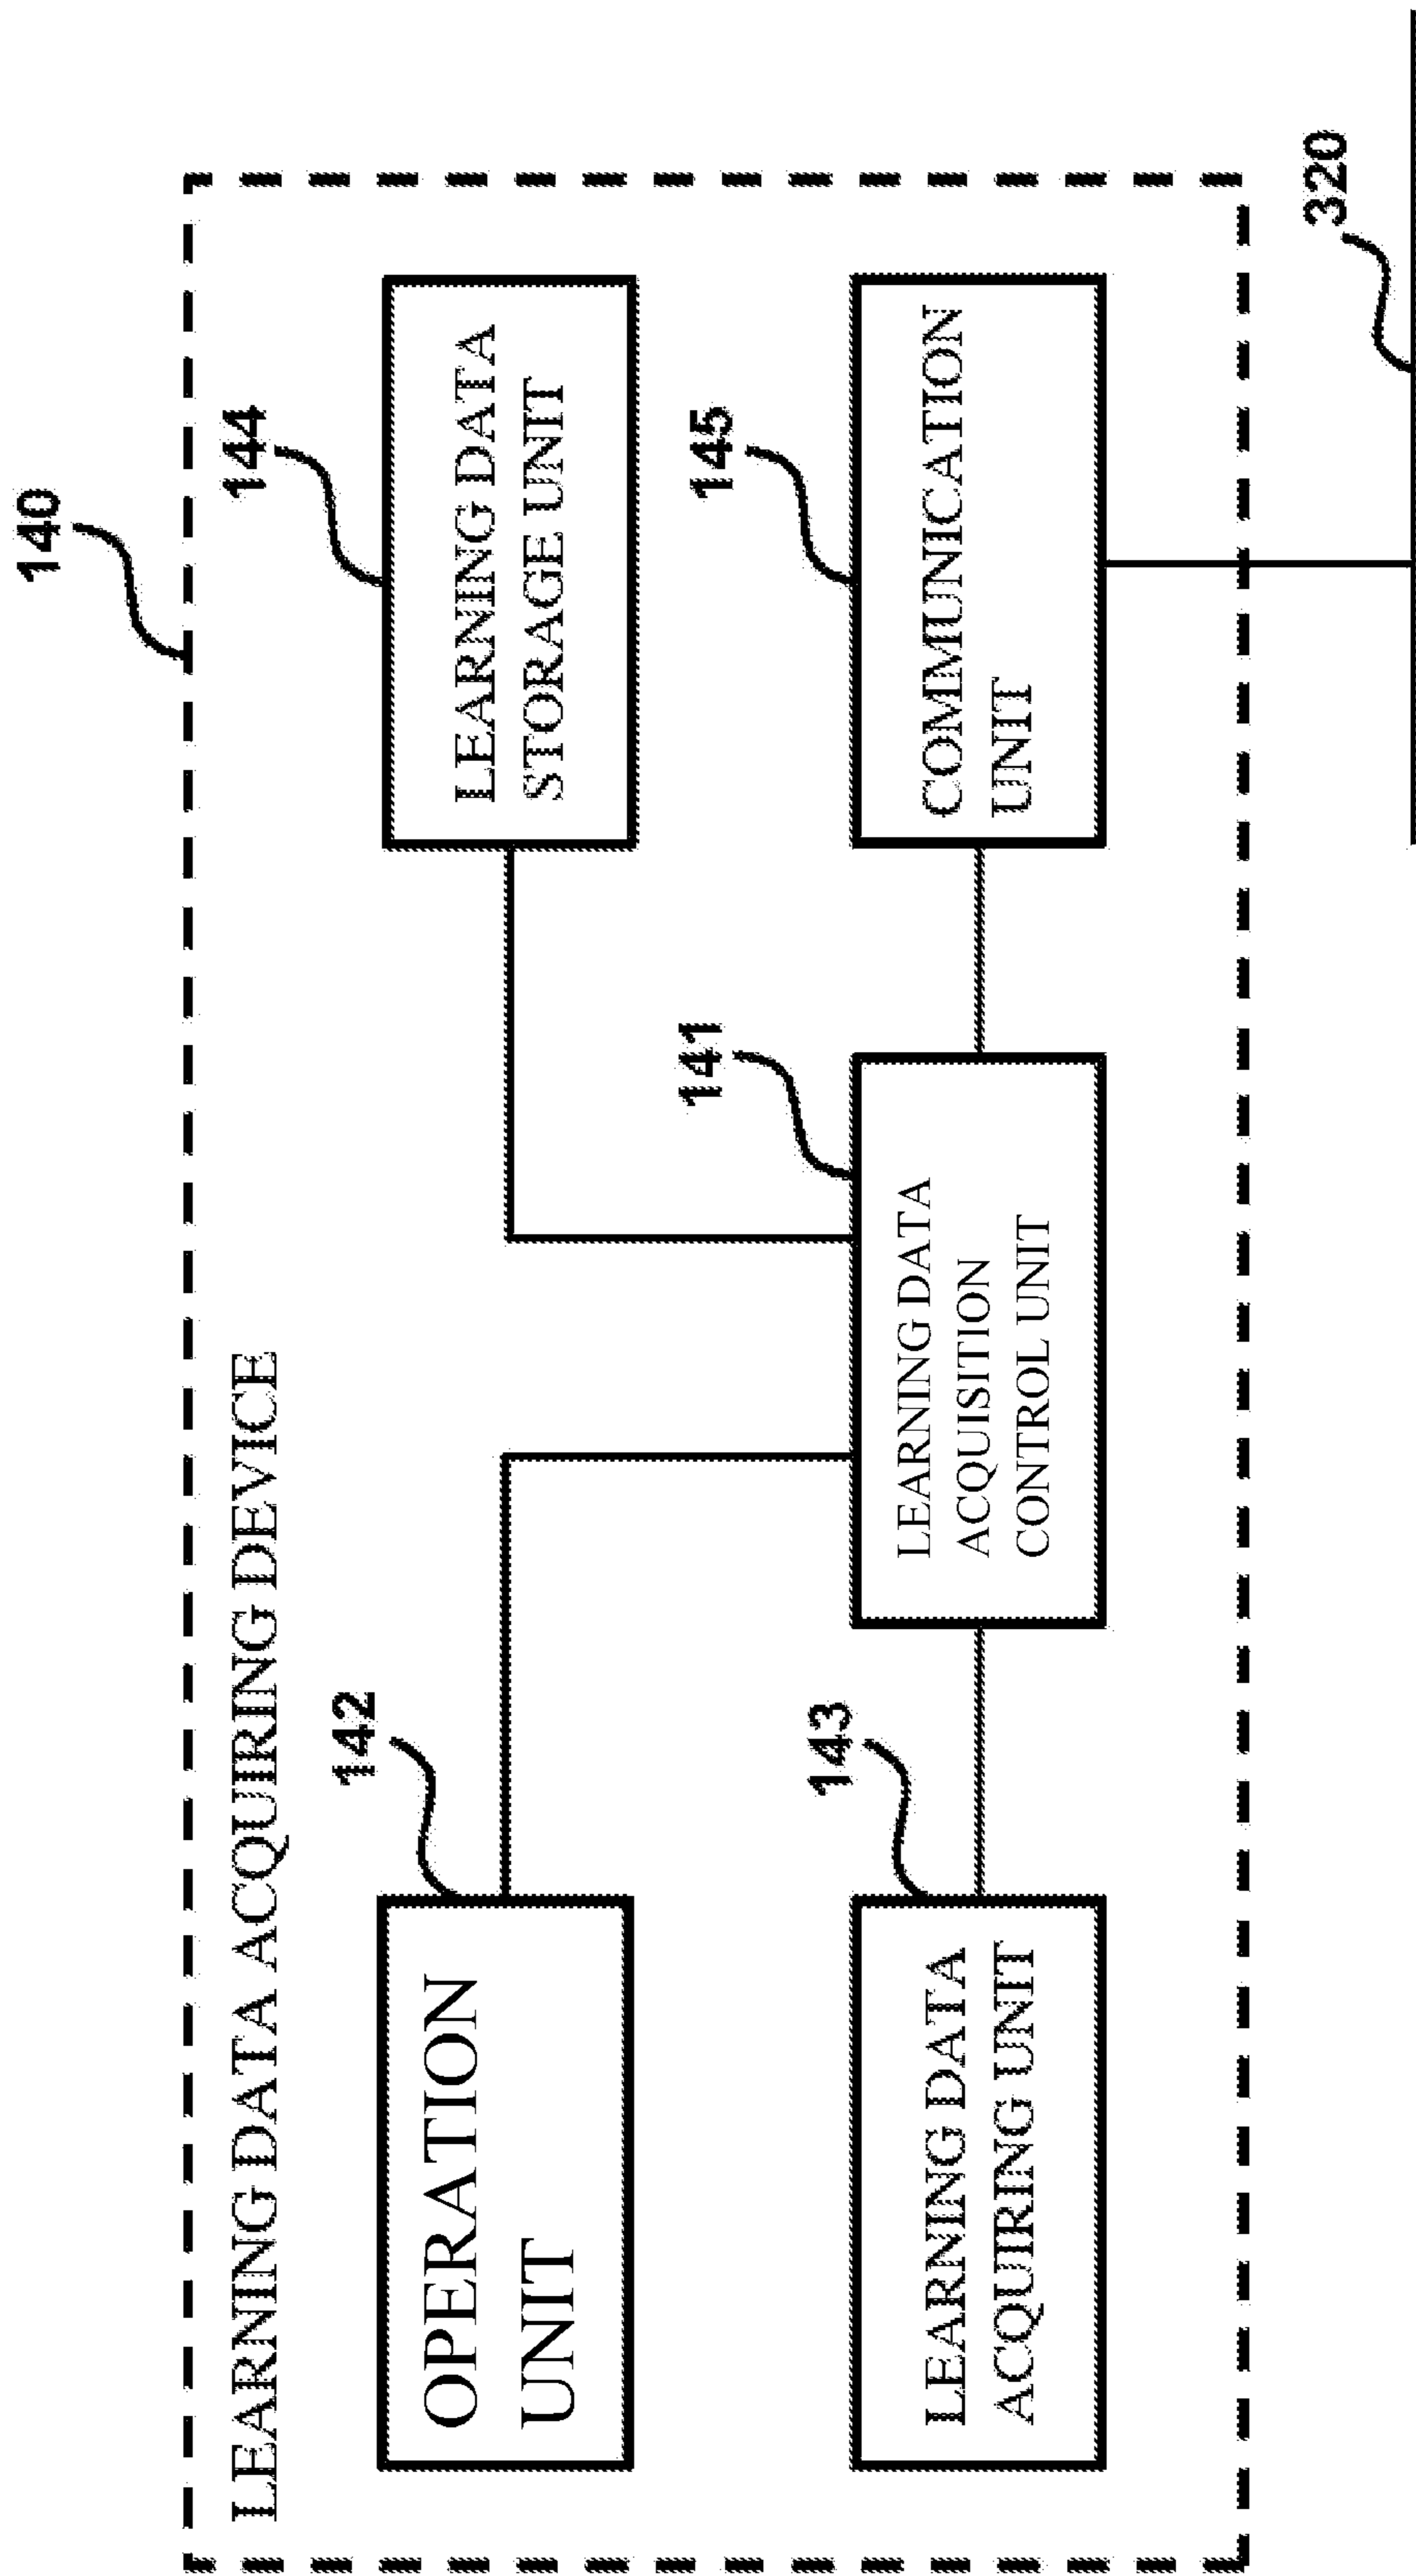 140
LEARNING DATA ACQUIRING DEVICE
142
144
OPERATION
UNIT
LEARNING DATA
STORAGE UNIT
143
141
145
LEARNING DATA
ACQUIRING UNIT
LEARNING DATA
ACQUISITION
CONTROL UNIT
COMMUNICATION
UNIT
320